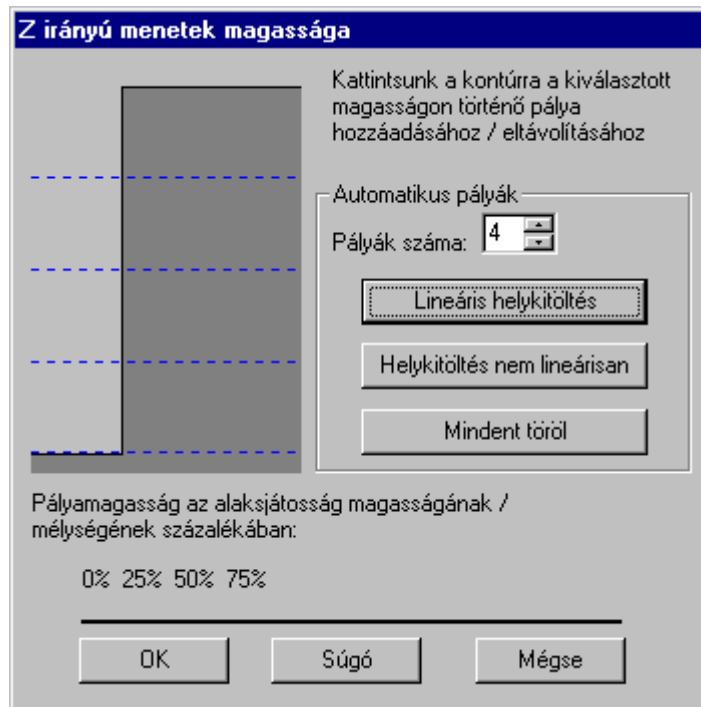 Z irányú menetek magassága
Kattintsunk a kontúrra a kiválasztott
magasságon történő pálya
hozzáadásához / eltávolításához
Automatikus pályák
Pályák száma: 4
Lineáris helykitöltés
Helykitöltés nem lineárisan
Mindent töröl
Pályamagasság az alaksjátosság magasságának /
mélységének százalékában:
0% 25% 50% 75%
OK
Súgó
Mégse